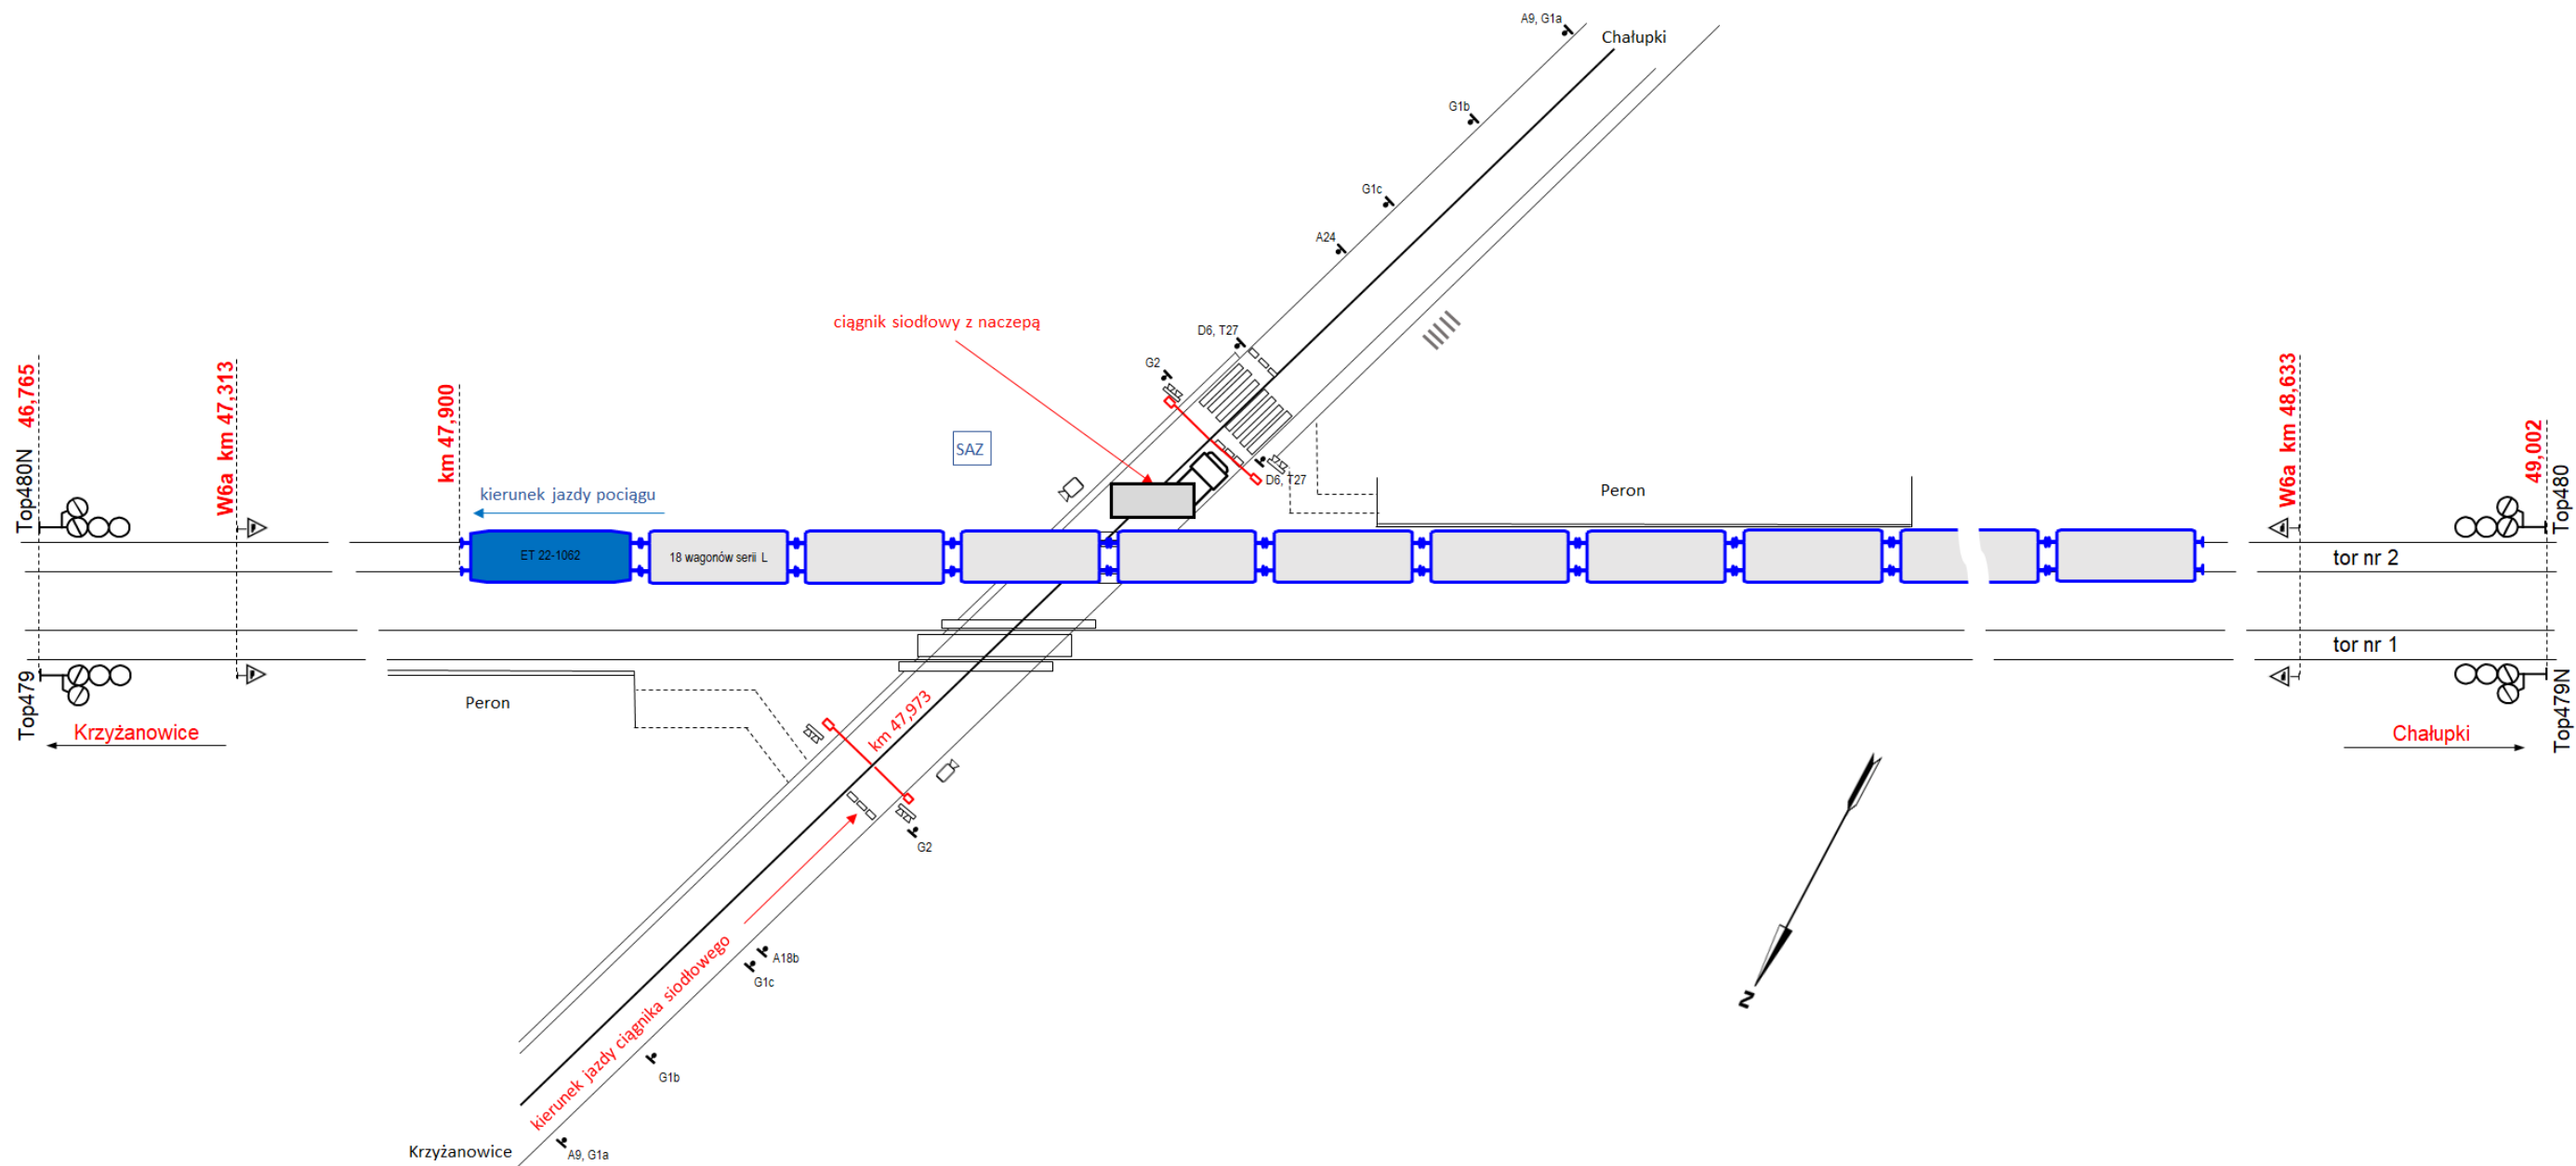 A9, G1a
Chałupki
G1b
G1c
A24
ciągnik siodłowy z naczepą
D6, T27
G2
46,765
W6a km 47,313
km 47,900
SAZ
W6a km 48,633
49,002
Top480N
kierunek jazdy pociągu
D6, T27
Peron
Top480
ET 22-1062
18 wagonów serii L
tor nr 2
tor nr 1
Top479
Peron
km 47,973
Top479N
Krzyżanowice
Chałupki
G2
kierunek jazdy ciągnika siodłowego
A18b
G1c
N
G1b
Krzyżanowice
A9, G1a